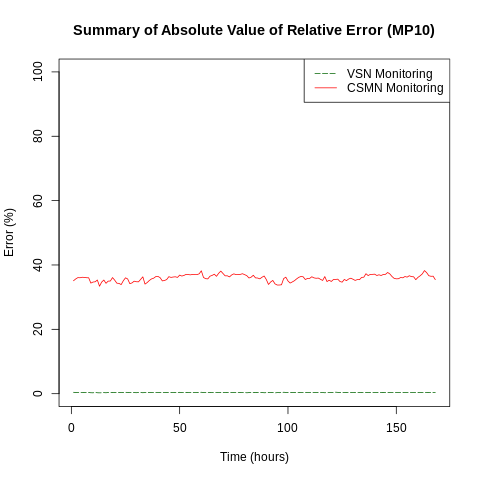 Summary of Absolute Value of Relative Error (MP10)
VSN Monitoring
CSMN Monitoring
Error (%)
100
80
60
40
20
0
0 50 100 150
Time (hours)